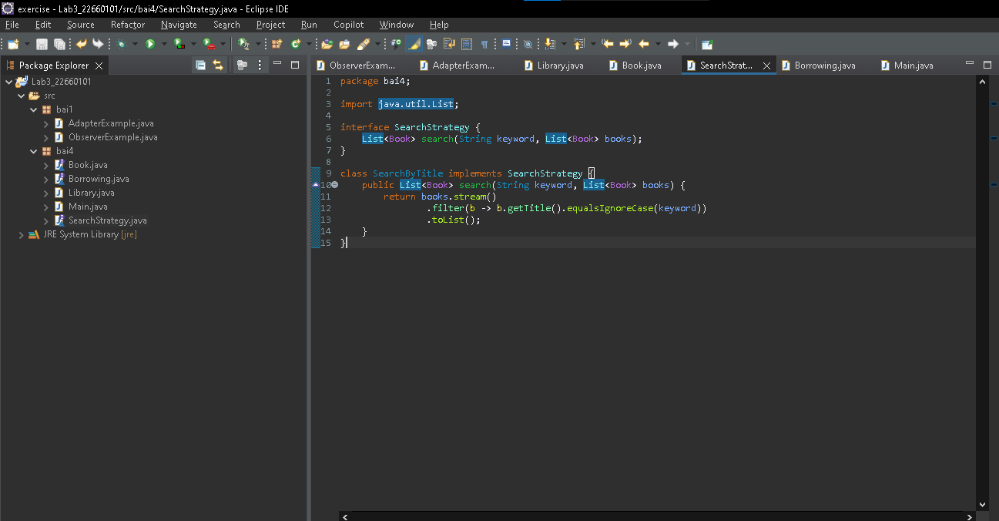 exercise - Lab3_22660101/src/bai4/SearchStrategy.java - Eclipse IDE
File Edit Source Refactor Navigate Search Project Run Copilot Window Help
Package Explorer
Lab3_22660101
src
bai1
AdapterExample.java
ObserverExample.java
bai4
Book.java
Borrowing.java
Library.java
Main.java
SearchStrategy.java
JRE System Library [jre]
ObserverExam... AdapterExam... Library.java Book.java SearchStrat... Borrowing.java Main.java
1 package bai4;
2
3 import java.util.List;
4
5 interface SearchStrategy {
6     List<Book> search(String keyword, List<Book> books);
7 }
8
9 class SearchByTitle implements SearchStrategy {
10     public List<Book> search(String keyword, List<Book> books) {
11         return books.stream()
12                 .filter(b -> b.getTitle().equalsIgnoreCase(keyword))
13                 .toList();
14     }
15 }